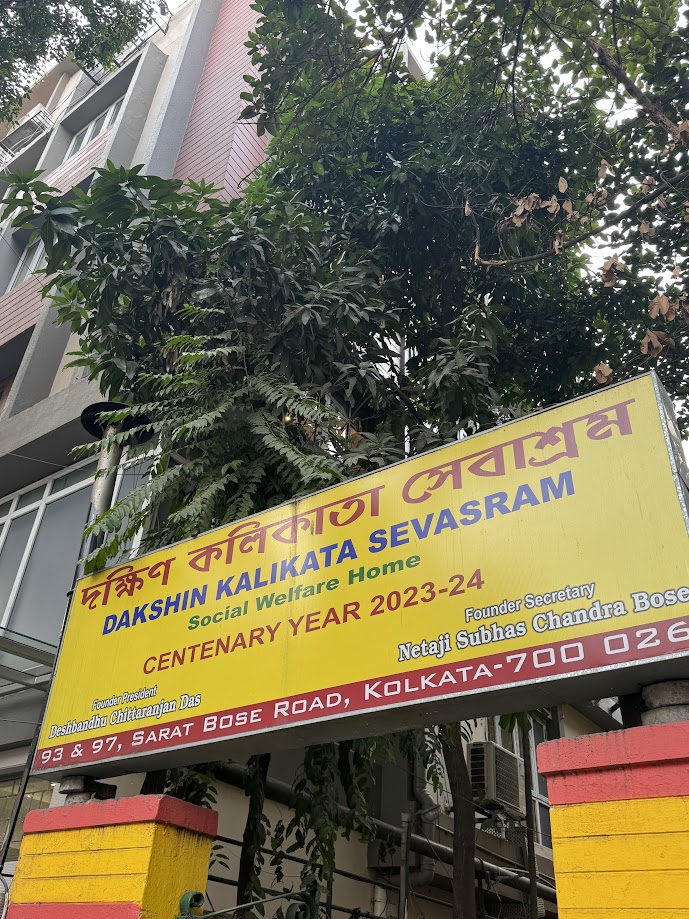 দক্ষিণ কলিকাতা সেবাশ্রম
DAKSHIN KALIKATA SEVASRAM
Social Welfare Home
CENTENARY YEAR 2023-24
Founder President
Deshbandhu Chittaranjan Das
Founder Secretary
Netaji Subhas Chandra Bose
93 & 97, SARAT BOSE ROAD, KOLKATA-700 026